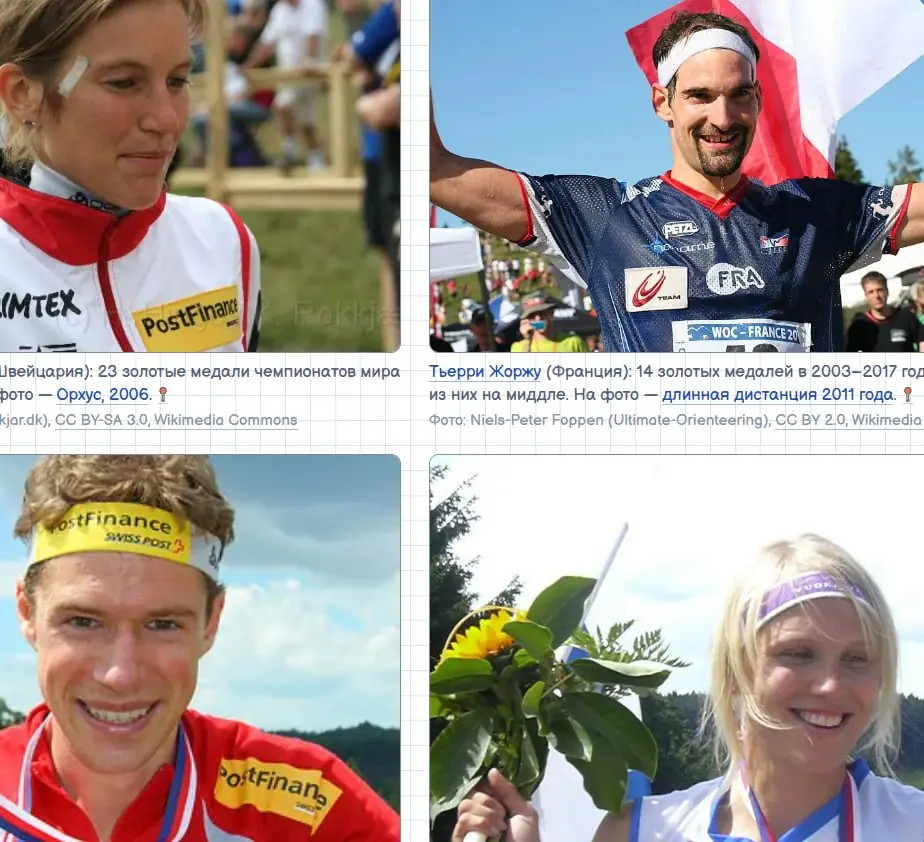 IMTEX
PostFinance
PETZL
TEAM
FRA
WOC – FRANCE 20
Швейцария): 23 золотые медали чемпионатов мира
фото — Орхус, 2006.
kjar.dk), CC BY-SA 3.0, Wikimedia Commons
Тьерри Жоржу (Франция): 14 золотых медалей в 2003–2017 год
из них на миддле. На фото — длинная дистанция 2011 года.
Фото: Niels-Peter Foppen (Ultimate-Orienteering), CC BY 2.0, Wikimedia
PostFinance
SWISS POST
PostFinan
VUOK